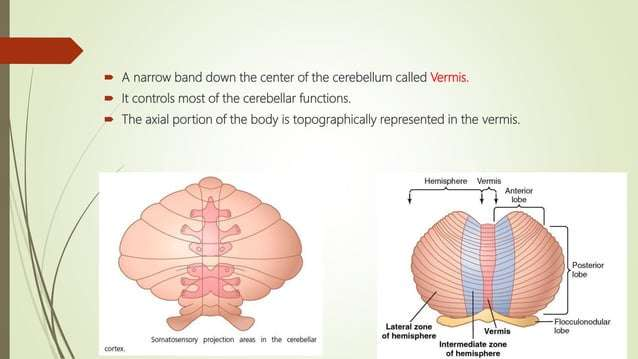 A narrow band down the center of the cerebellum called Vermis.
It controls most of the cerebellar functions.
The axial portion of the body is topographically represented in the vermis.
Somatosensory projection areas in the cerebellar
cortex.
Hemisphere Vermis
Anterior
lobe
Posterior
lobe
Flocculonodular
lobe
Lateral zone
of hemisphere
Vermis
Intermediate zone
of hemisphere